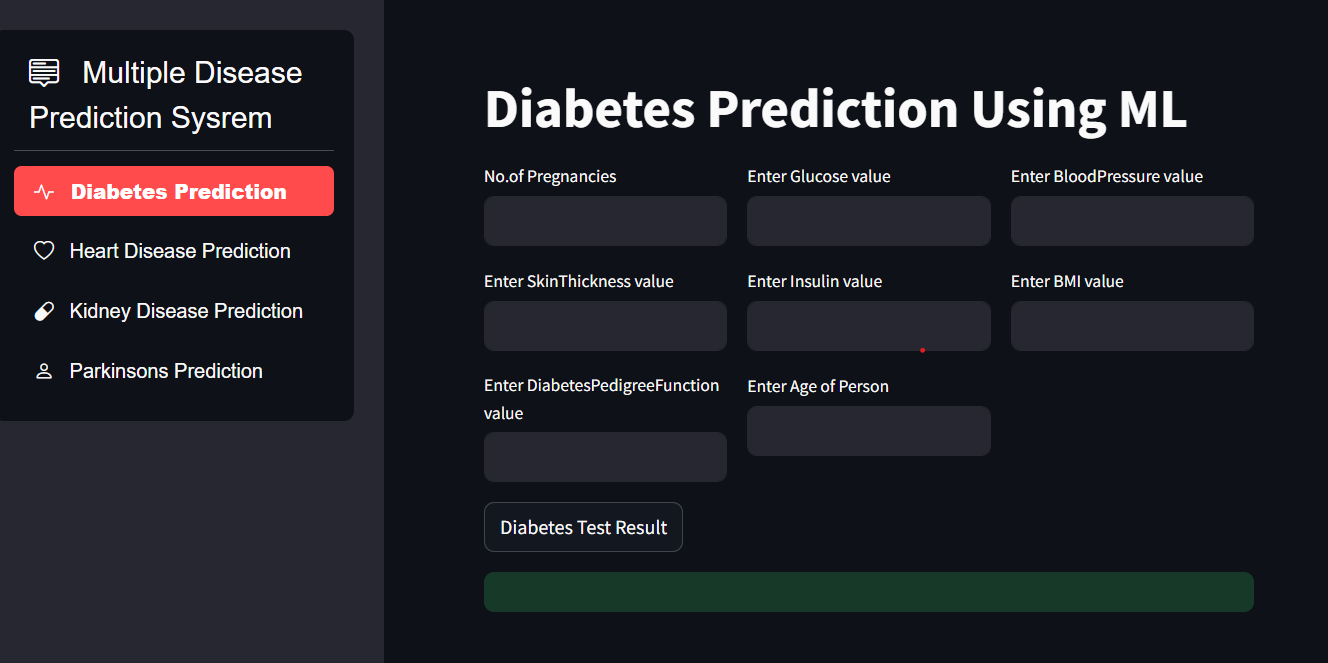 Multiple Disease
Prediction Sysrem
Diabetes Prediction
Heart Disease Prediction
Kidney Disease Prediction
Parkinsons Prediction
Diabetes Prediction Using ML
No.of Pregnancies
Enter Glucose value
Enter BloodPressure value
Enter SkinThickness value
Enter Insulin value
Enter BMI value
Enter DiabetesPedigreeFunction
value
Enter Age of Person
Diabetes Test Result